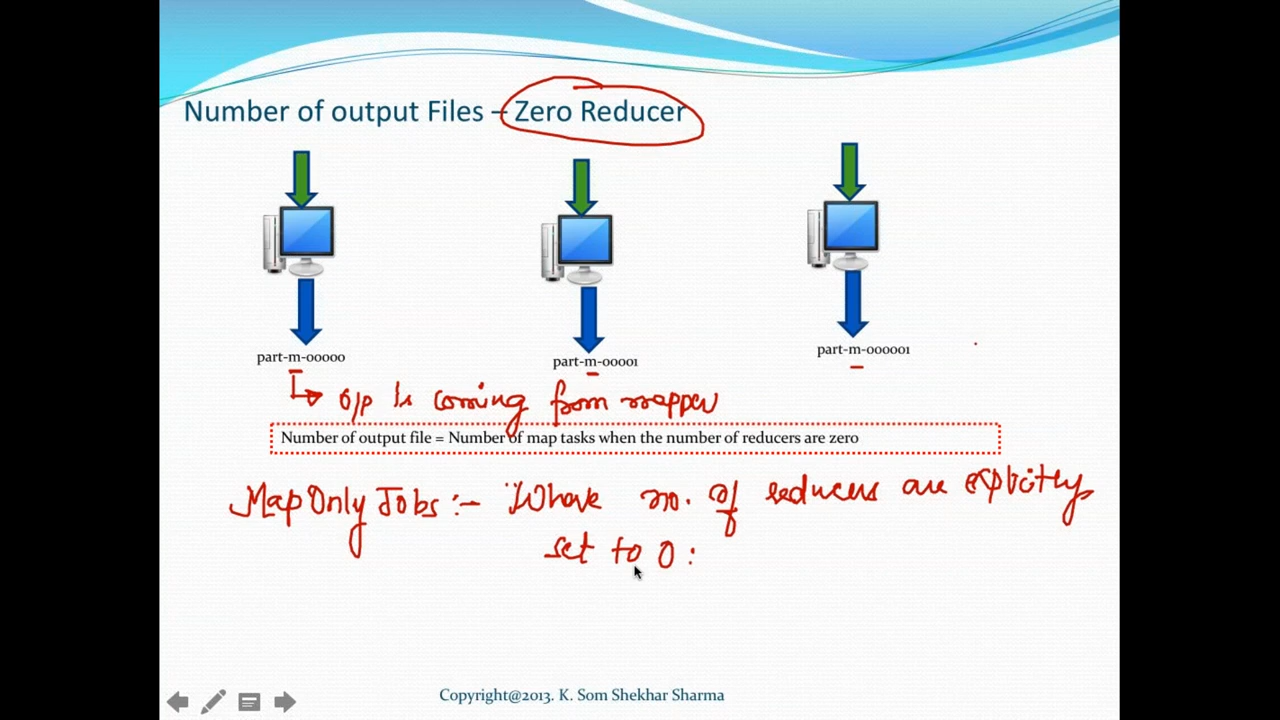 Number of output Files – Zero Reducer
part-m-00000
part-m-00001
part-m-000001
O/P Is coming from mapper
Number of output file = Number of map tasks when the number of reducers are zero
MapOnly Jobs :- "Where no. of reducers are explicitly
set to 0:
Copyright@2013. K. Som Shekhar Sharma